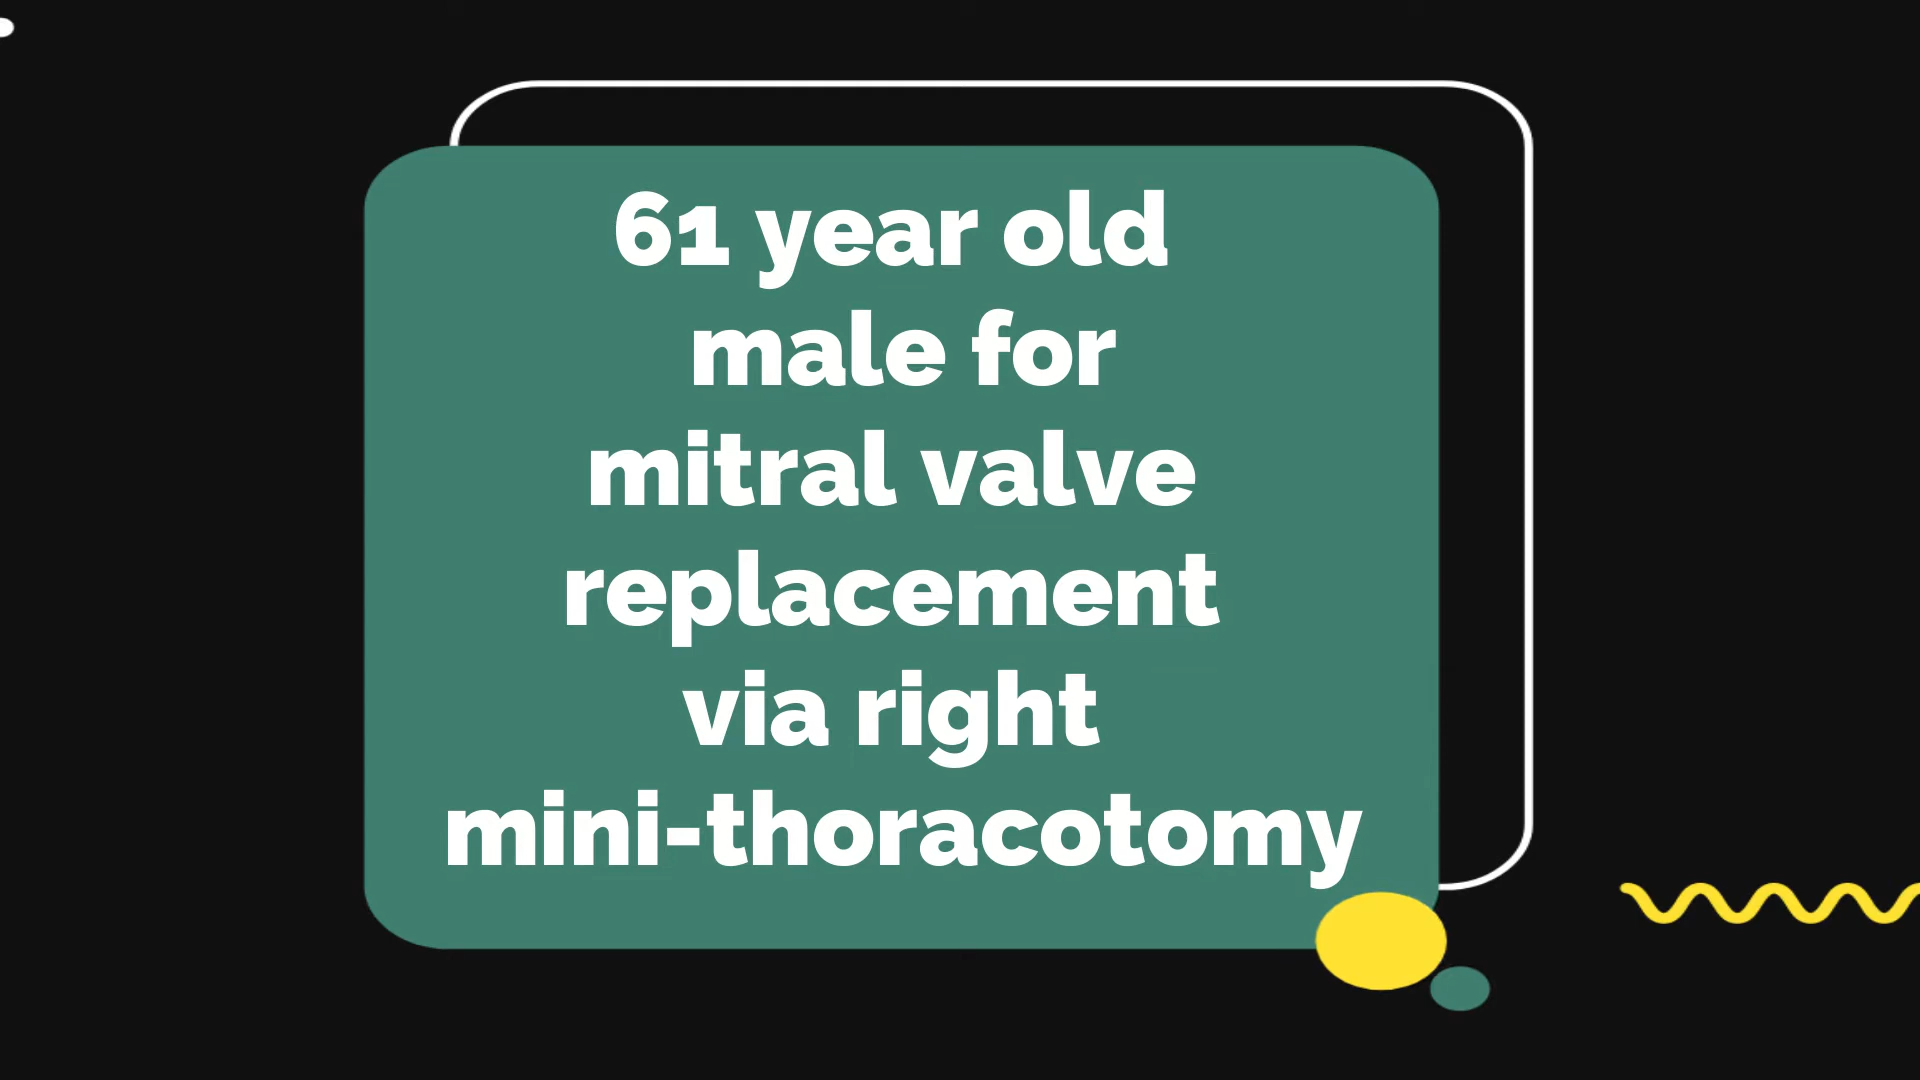 61 year old
male for
mitral valve
replacement
via right
mini-thoracotomy